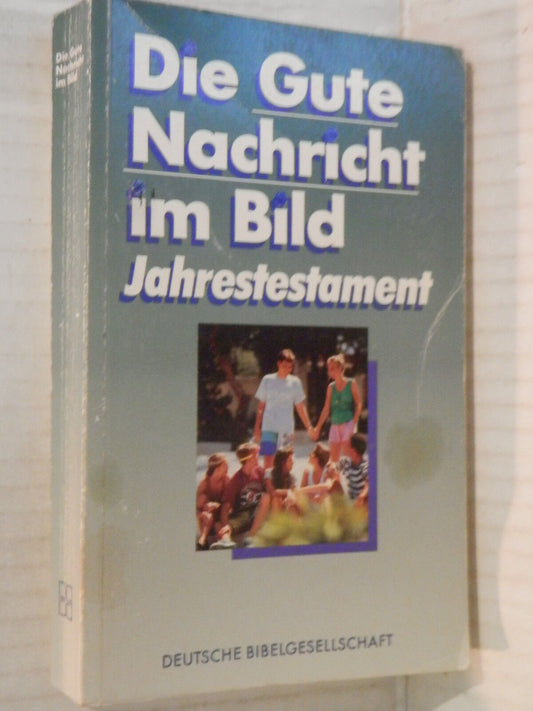 Die Gute
Nachricht
im Bild
Die Gute
Nachricht
im Bild
Jahrestestament
DEUTSCHE BIBELGESELLSCHAFT